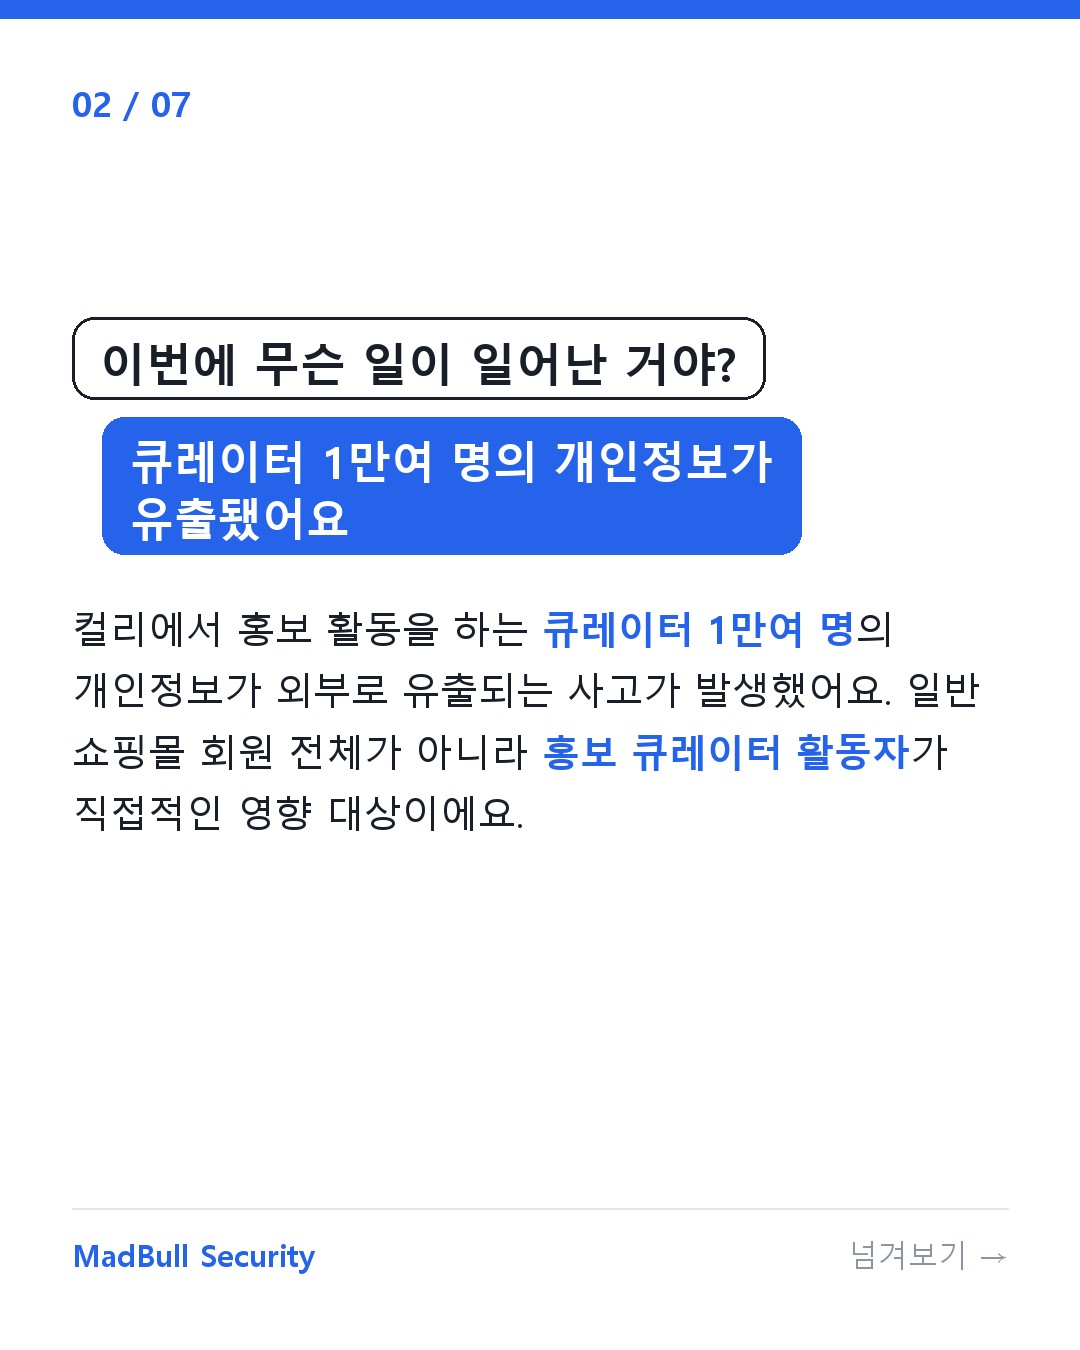 02 / 07
이번에 무슨 일이 일어난 거야?
큐레이터 1만여 명의 개인정보가
유출됐어요
컬리에서 홍보 활동을 하는 큐레이터 1만여 명의
개인정보가 외부로 유출되는 사고가 발생했어요. 일반
쇼핑몰 회원 전체가 아니라 홍보 큐레이터 활동자가
직접적인 영향 대상이에요.
MadBull Security
넘겨보기 →